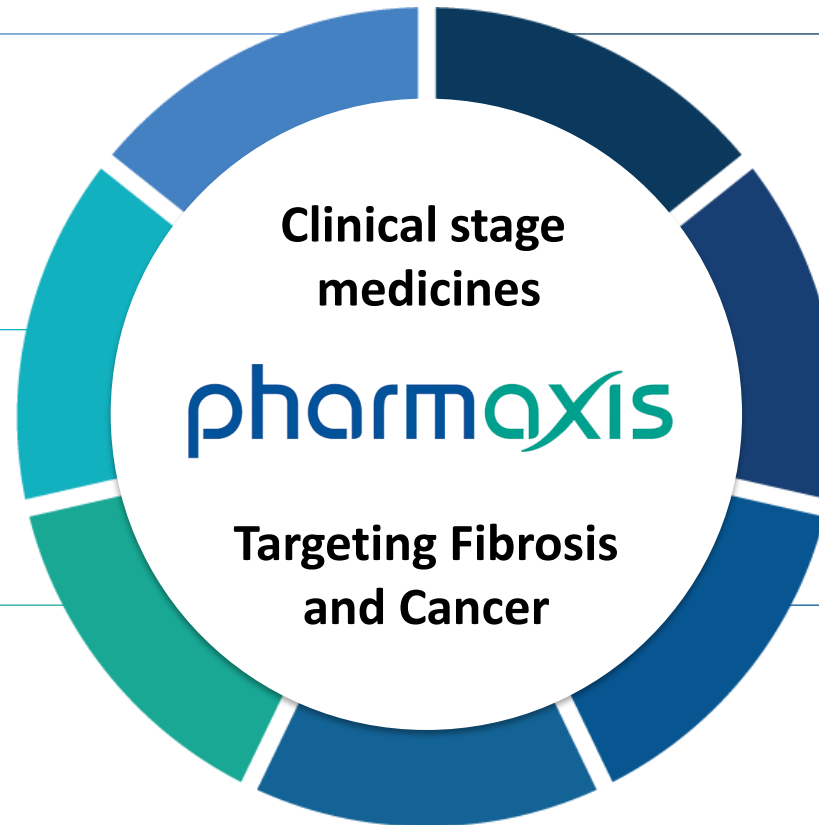 Clinical stage
medicines
pharmaxis
Targeting Fibrosis
and Cancer